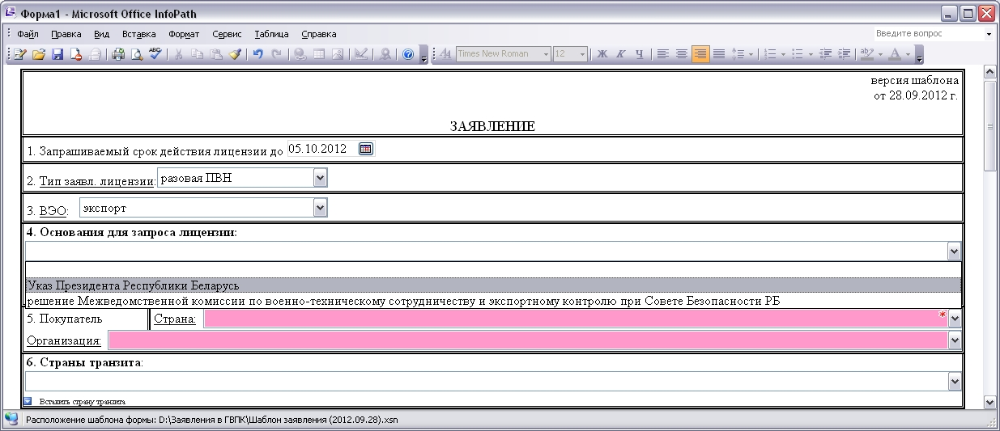 Форма1 - Microsoft Office InfoPath
Файл Правка Вид Вставка Формат Сервис Таблица Справка Введите вопрос
Times New Roman 12 Ж К Ч
версия шаблона
от 28.09.2012 г.
ЗАЯВЛЕНИЕ
1. Запрашиваемый срок действия лицензии до 05.10.2012
2. Тип заявл. лицензии: разовая ПВН
3. ВЭО: экспорт
4. Основания для запроса лицензии:
Указ Президента Республики Беларусь
решение Межведомственной комиссии по военно-техническому сотрудничеству и экспортному контролю при Совете Безопасности РБ
5. Покупатель Страна: *
Организация:
6. Страны транзита:
Вставить страну транзита
Расположение шаблона формы: D:\Заявления в ГВПК\Шаблон заявления (2012.09.28).xsn